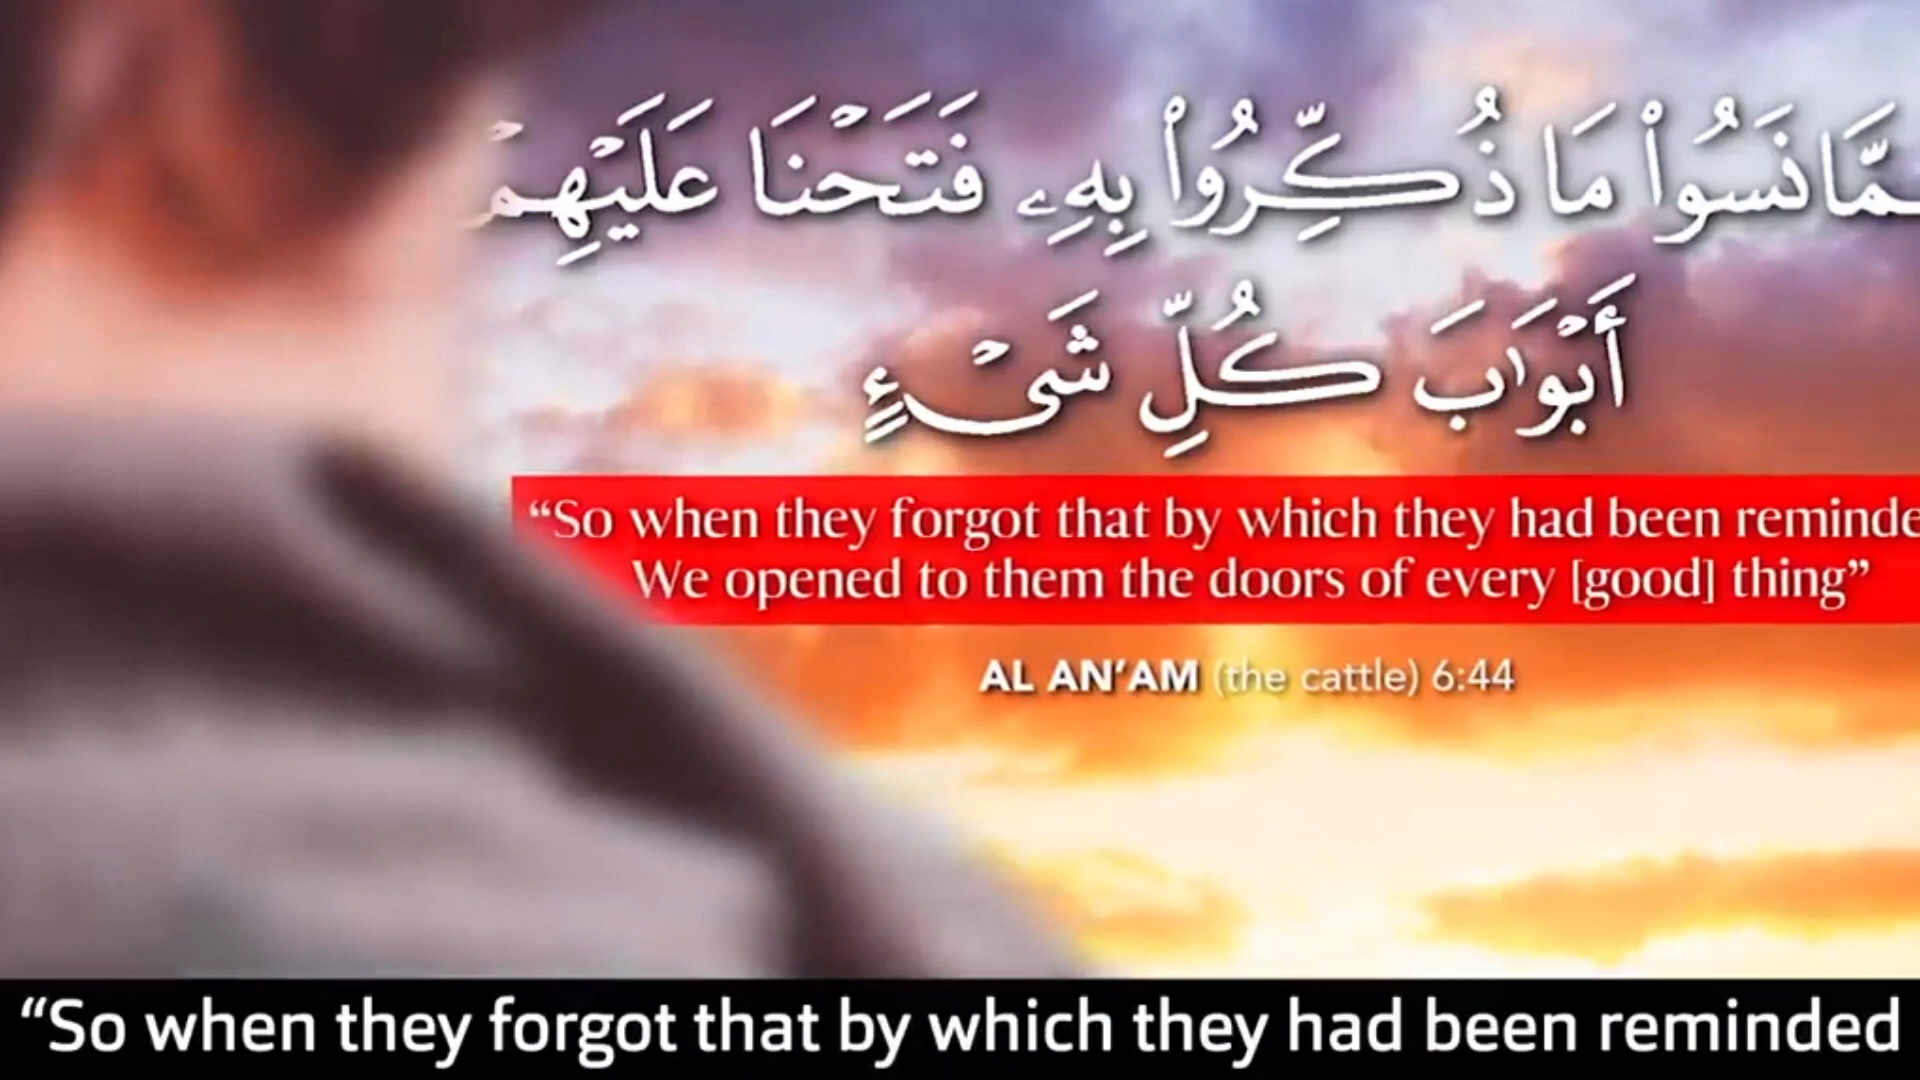 ـمَّا نَسُوا۟ مَا ذُكِّرُوا۟ بِهِۦ فَتَحْنَا عَلَيْهِمْ
أَبْوَٰبَ كُلِّ شَىْءٍ
“So when they forgot that by which they had been reminde
We opened to them the doors of every [good] thing”
AL AN’AM (the cattle) 6:44
“So when they forgot that by which they had been reminded